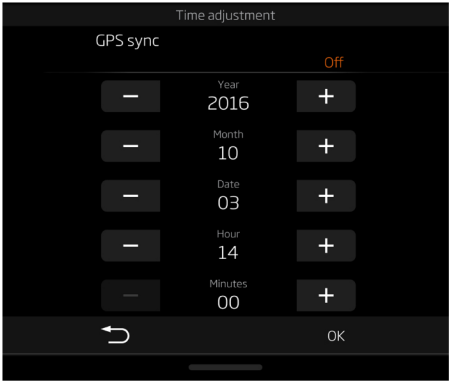 Time adjustment
GPS sync
Off
Year
− 2016 +
Month
− 10 +
Date
− 03 +
Hour
− 14 +
Minutes
− 00 +
OK